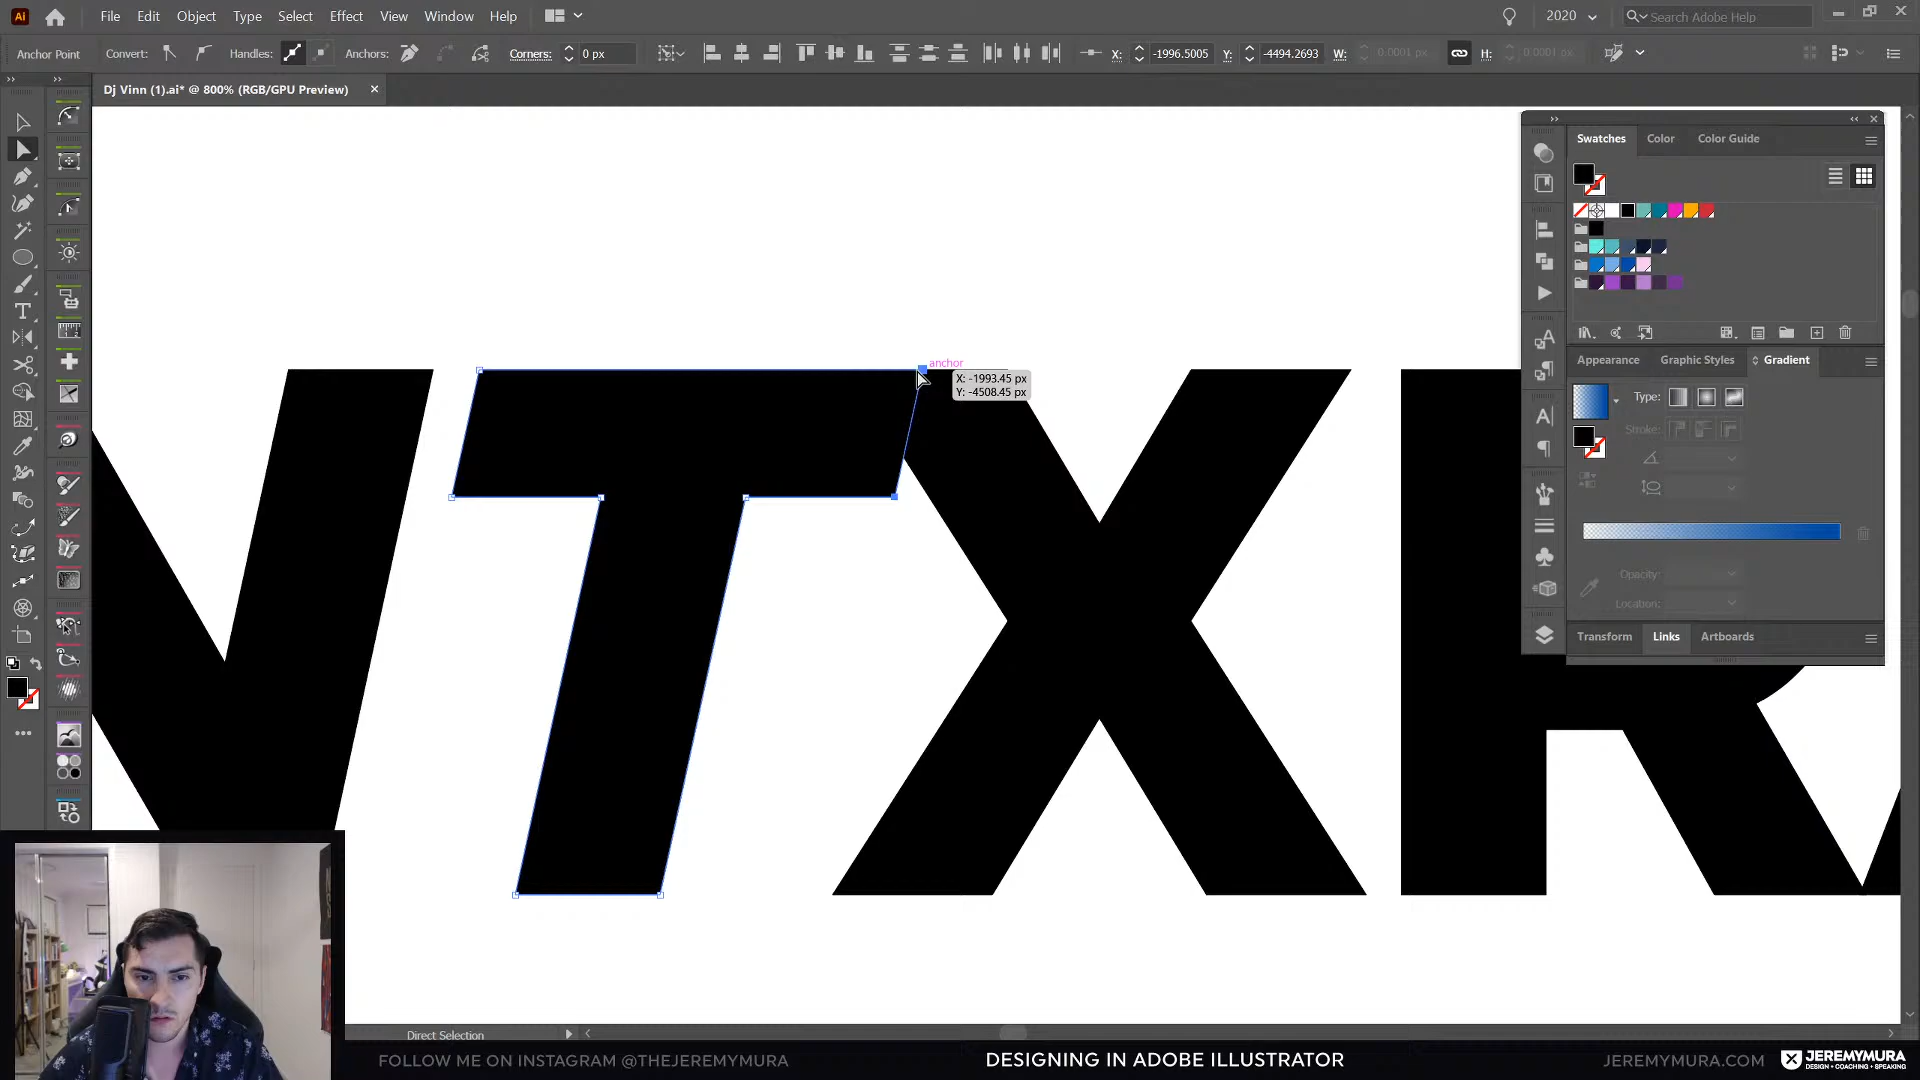 Ai File Edit Object Type Select Effect View Window Help 2020 Search Adobe Help
Anchor Point Convert: Handles: Anchors: Corners: 0 px X: -1996.5005 Y: -4494.2693 W: 0.0001 px H: 0.0001 px
Dj Vinn (1).ai* @ 800% (RGB/GPU Preview)
Swatches Color Color Guide
anchor
X: -1993.45 px
Y: -4508.45 px
Appearance Graphic Styles Gradient
Type:
Stroke:
Opacity:
Location:
Transform Links Artboards
NTXR
Direct Selection
FOLLOW ME ON INSTAGRAM @THEJEREMYMURA DESIGNING IN ADOBE ILLUSTRATOR JEREMYMURA.COM JEREMYMURA
DESIGN • COACHING • SPEAKING